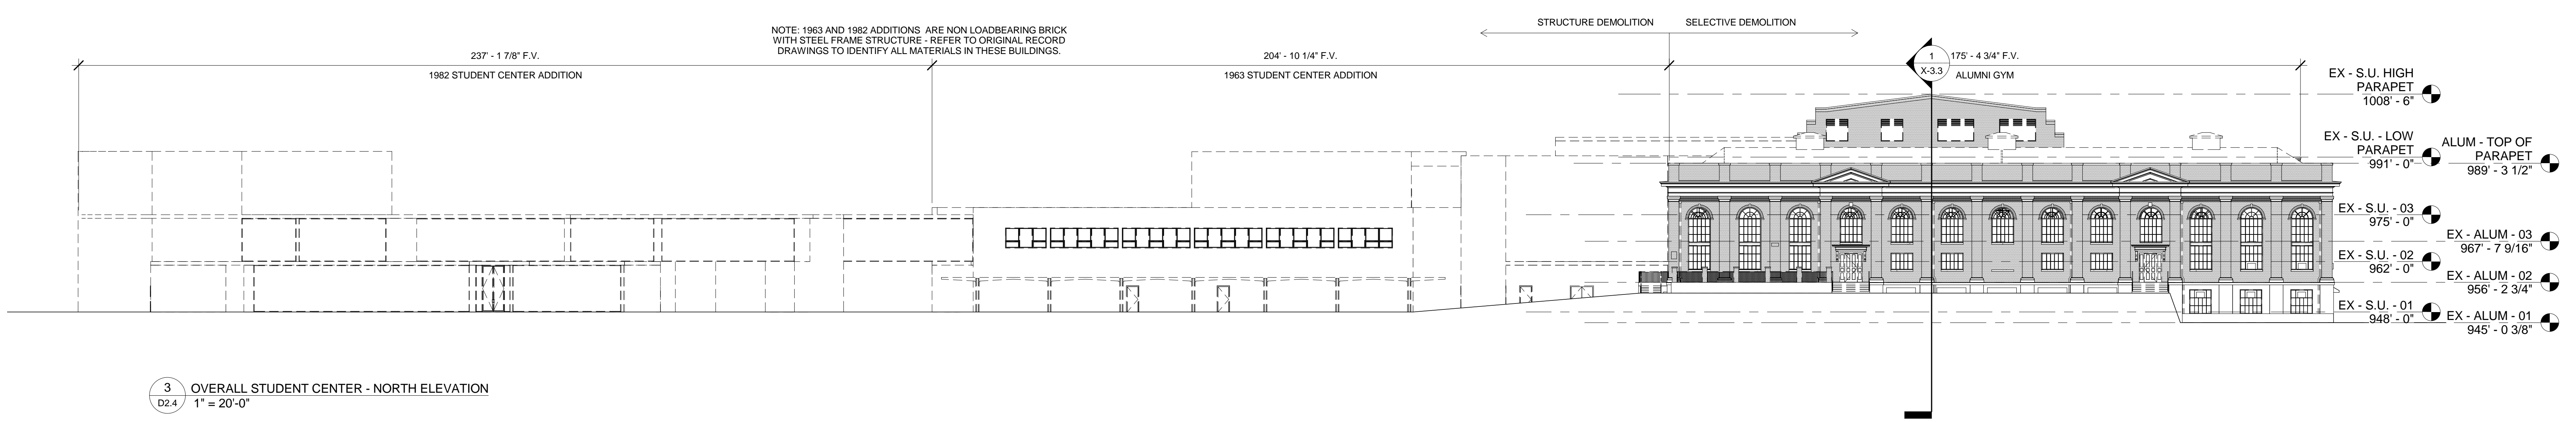 STRUCTURE DEMOLITION
SELECTIVE DEMOLITION
NOTE: 1963 AND 1982 ADDITIONS ARE NON LOADBEARING BRICK
WITH STEEL FRAME STRUCTURE - REFER TO ORIGINAL RECORD
DRAWINGS TO IDENTIFY ALL MATERIALS IN THESE BUILDINGS.
237' - 1 7/8" F.V.
1982 STUDENT CENTER ADDITION
204' - 10 1/4" F.V.
1963 STUDENT CENTER ADDITION
1
X-3.3
175' - 4 3/4" F.V.
ALUMNI GYM
EX - S.U. HIGH
PARAPET
1008' - 6"
EX - S.U. - LOW
PARAPET
991' - 0"
ALUM - TOP OF
PARAPET
989' - 3 1/2"
EX - S.U. - 03
975' - 0"
EX - ALUM - 03
967' - 7 9/16"
EX - S.U. - 02
962' - 0"
EX - ALUM - 02
956' - 2 3/4"
EX - S.U. - 01
948' - 0"
EX - ALUM - 01
945' - 0 3/8"
3
D2.4
OVERALL STUDENT CENTER - NORTH ELEVATION
1" = 20'-0"